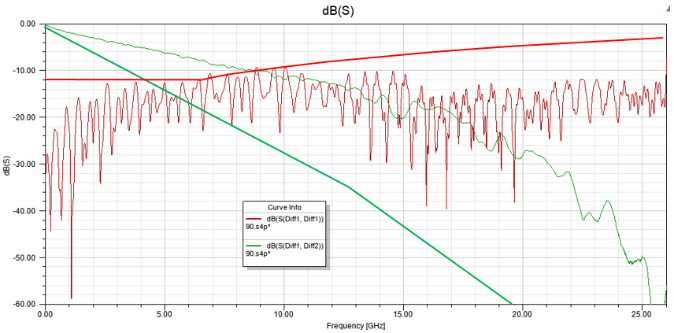 dB(S)
0.00
-10.00
-20.00
-30.00
-40.00
-50.00
-60.00
dB(S)
Curve Info
dB(S(Diff1, Diff1))
90.s4p*
dB(S(Diff1, Diff2))
90.s4p*
0.00
5.00
10.00
15.00
20.00
25.00
Frequency [GHz]